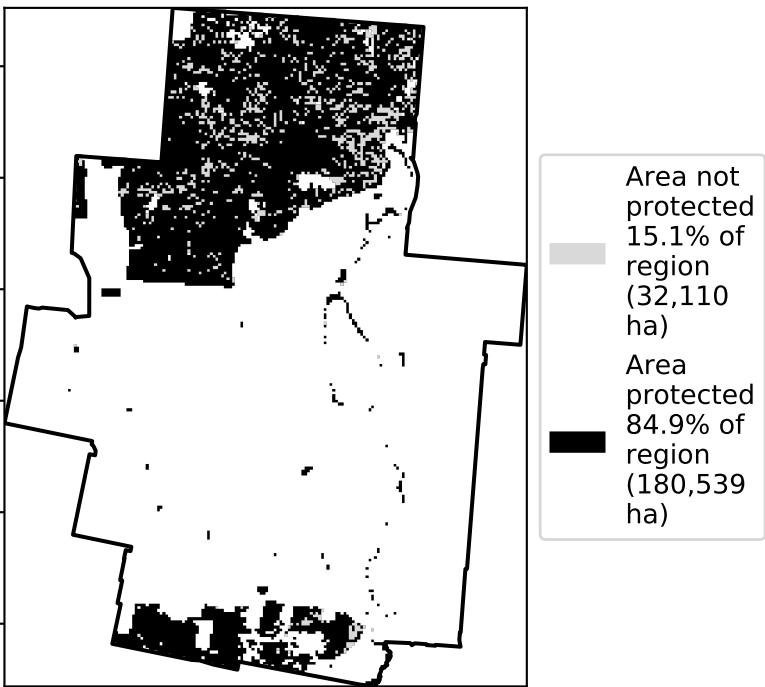 Area not
protected
15.1% of
region
(32,110
ha)
Area
protected
84.9% of
region
(180,539
ha)